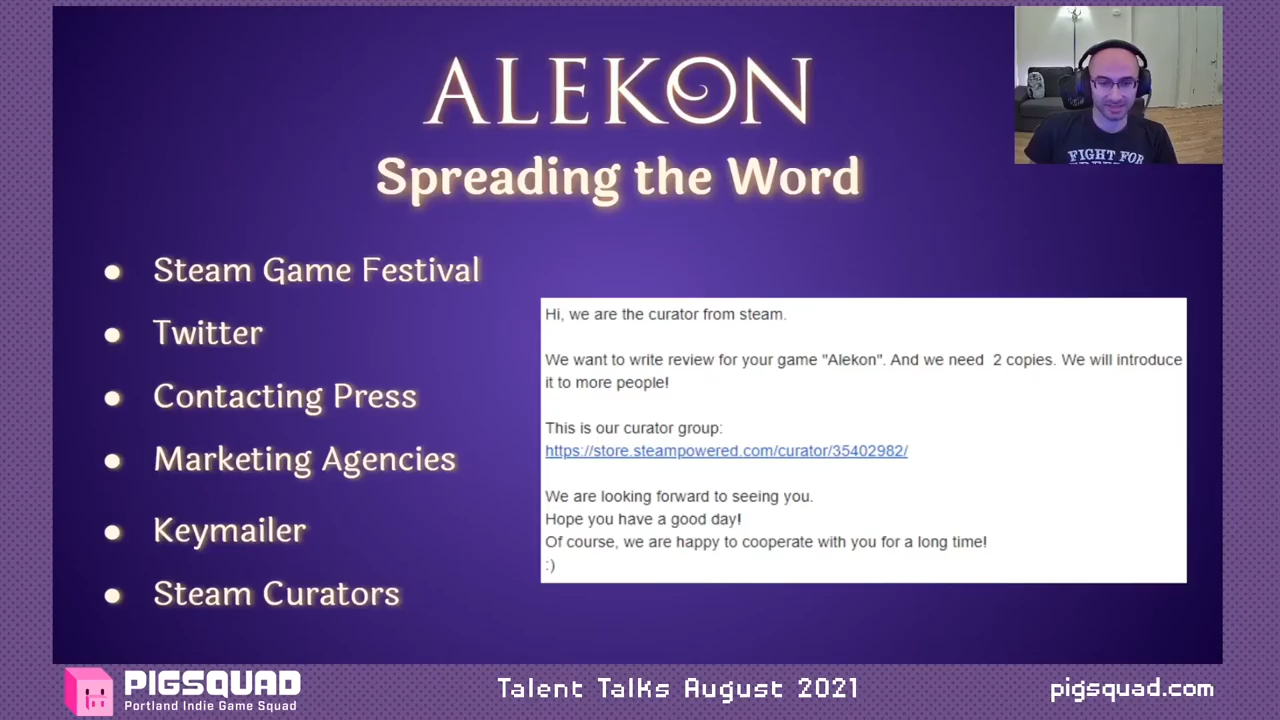 ALEKON
Spreading the Word
FIGHT FOR
● Steam Game Festival
● Twitter
● Contacting Press
● Marketing Agencies
● Keymailer
● Steam Curators
Hi, we are the curator from steam.
We want to write review for your game "Alekon". And we need  2 copies. We will introduce
it to more people!
This is our curator group:
https://store.steampowered.com/curator/35402982/
We are looking forward to seeing you.
Hope you have a good day!
Of course, we are happy to cooperate with you for a long time!
:)
PIGSQUAD
Portland Indie Game Squad
Talent Talks August 2021
pigsquad.com